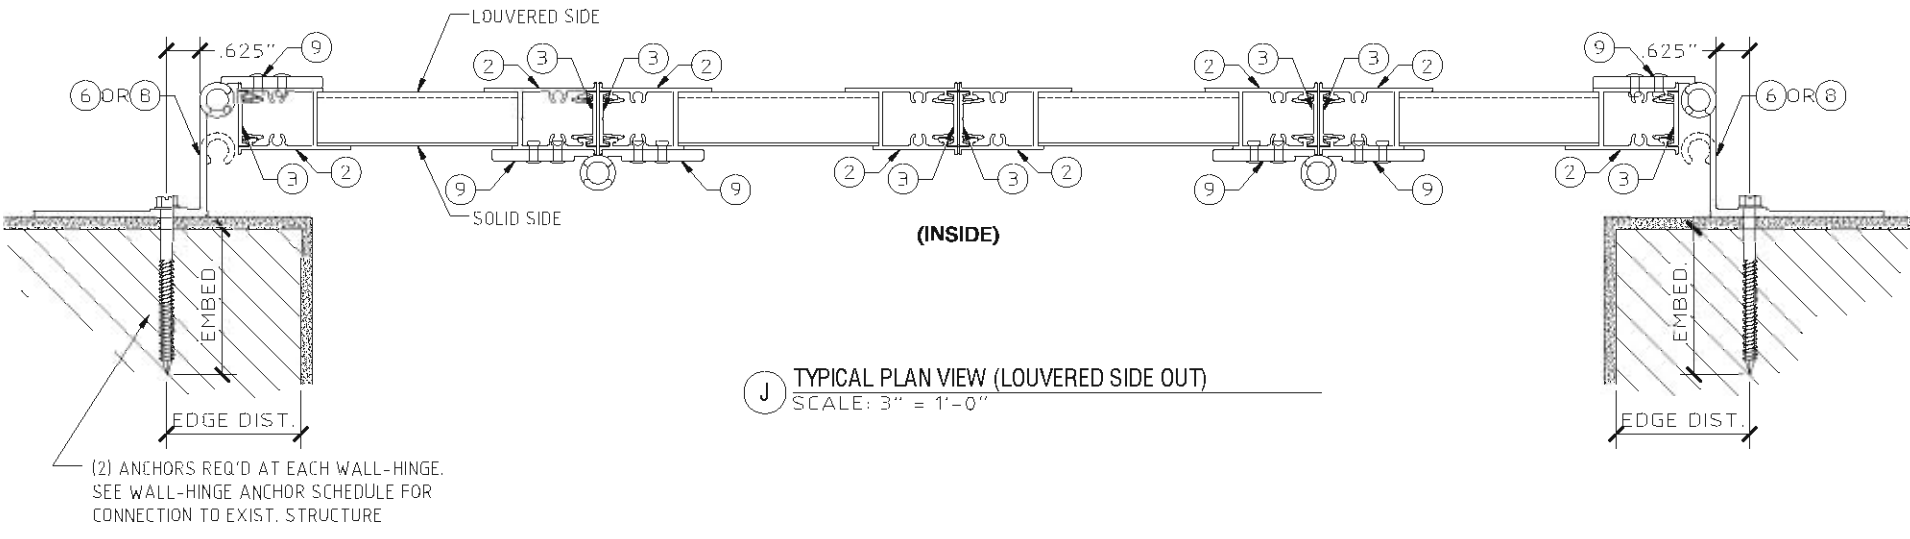 LOUVERED SIDE
.625" 9 2 3 3 2 2 3 3 2 9 .625"
6 OR 8
6 OR 8
3 2 9 9 2 3 3 2 9 9 2 3
SOLID SIDE
(INSIDE)
EMBED
EMBED.
J TYPICAL PLAN VIEW (LOUVERED SIDE OUT)
SCALE: 3" = 1'-0"
EDGE DIST.
EDGE DIST.
(2) ANCHORS REQ'D AT EACH WALL-HINGE.
SEE WALL-HINGE ANCHOR SCHEDULE FOR
CONNECTION TO EXIST. STRUCTURE